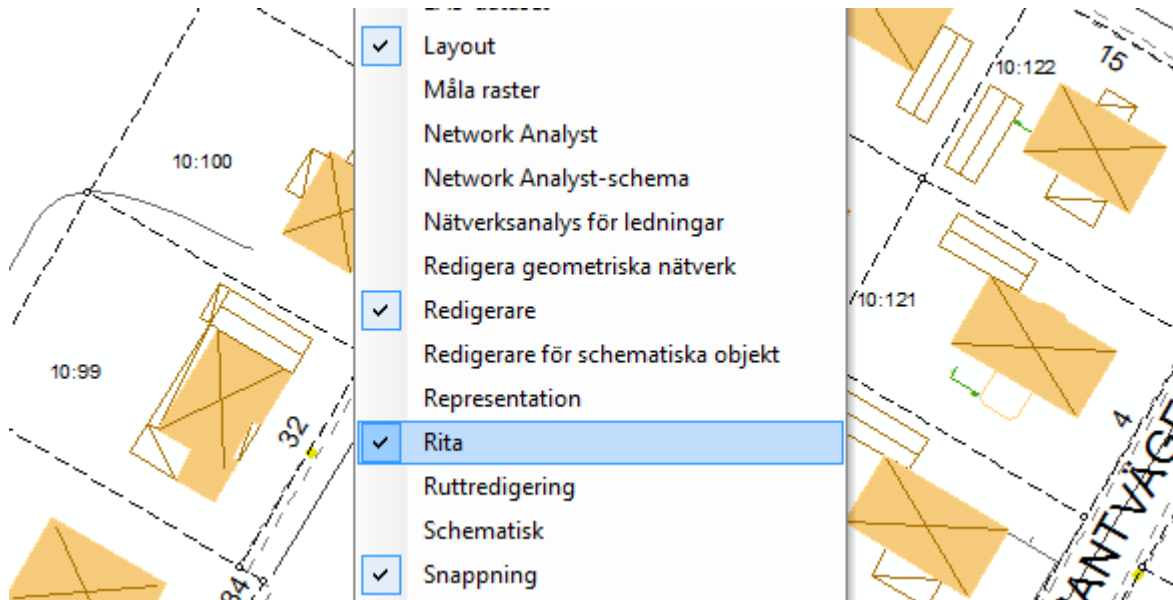 Layout
Måla raster
Network Analyst
Network Analyst-schema
Nätverksanalys för ledningar
Redigera geometriska nätverk
Redigerare
Redigerare för schematiska objekt
Representation
Rita
Ruttredigering
Schematisk
Snappning
10:100
10:99
32
10:122
15
10:121
4